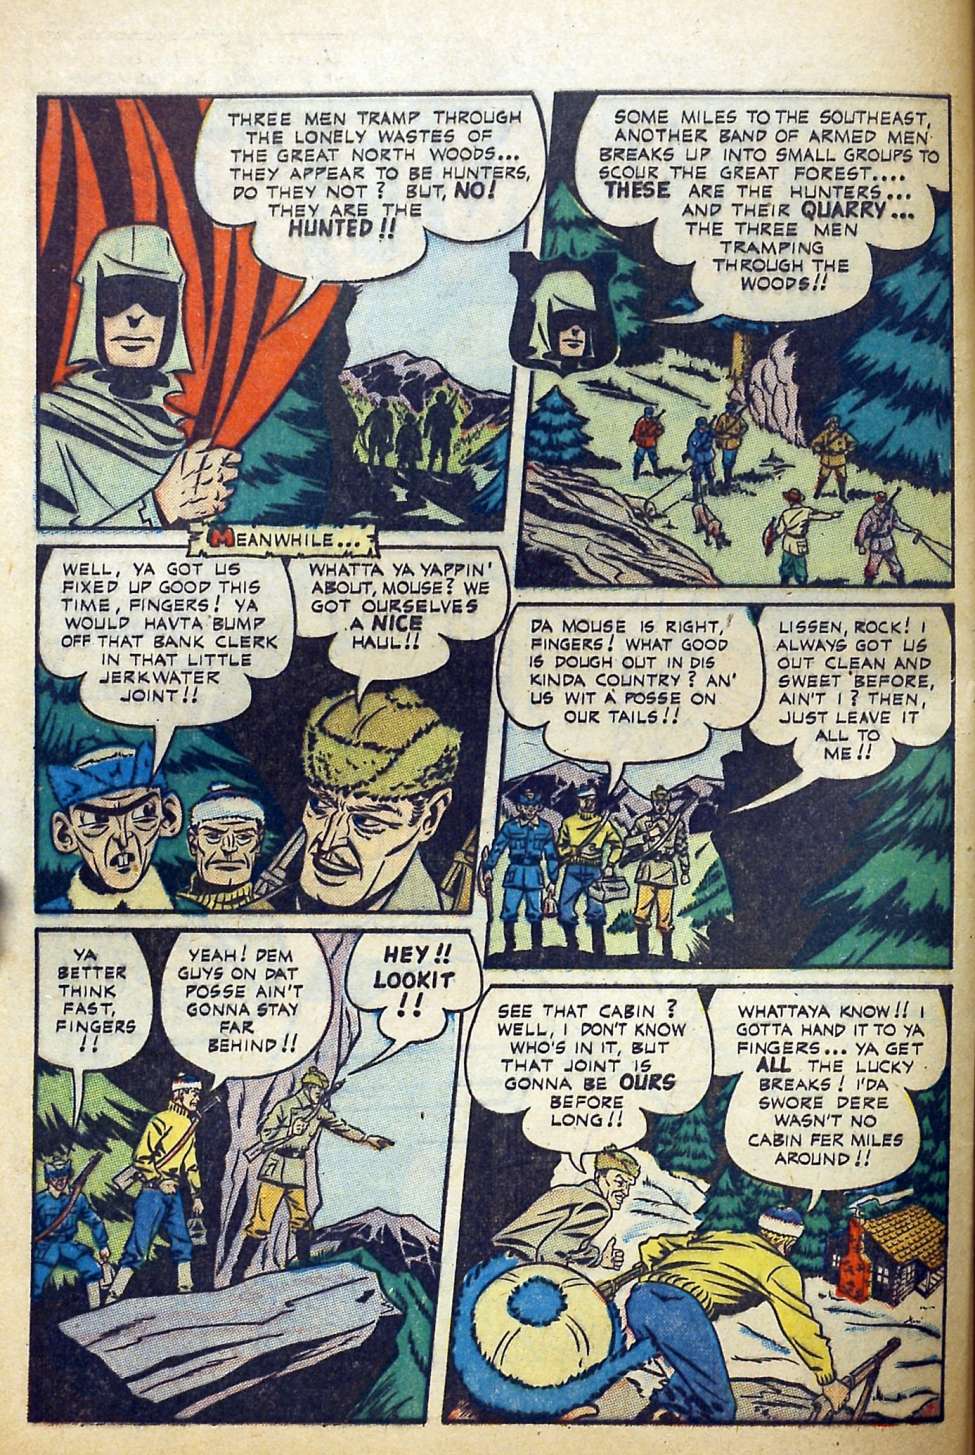 THREE MEN TRAMP THROUGH
THE LONELY WASTES OF
THE GREAT NORTH WOODS...
THEY APPEAR TO BE HUNTERS,
DO THEY NOT? BUT, NO!
THEY ARE THE
HUNTED!!
SOME MILES TO THE SOUTHEAST,
ANOTHER BAND OF ARMED MEN
BREAKS UP INTO SMALL GROUPS TO
SCOUR THE GREAT FOREST....
THESE ARE THE HUNTERS...
AND THEIR QUARRY...
THE THREE MEN
TRAMPING
THROUGH THE
WOODS!!
MEANWHILE...
WELL, YA GOT US
FIXED UP GOOD THIS
TIME, FINGERS! YA
WOULD HAVTA BUMP
OFF THAT BANK CLERK
IN THAT LITTLE
JERKWATER
JOINT!!
WHATTA YA YAPPIN'
ABOUT, MOUSE? WE
GOT OURSELVES
A NICE
HAUL!!
DA MOUSE IS RIGHT,
FINGERS! WHAT GOOD
IS DOUGH OUT IN DIS
KINDA COUNTRY? AN'
US WIT A POSSE ON
OUR TAILS!!
LISSEN, ROCK! I
ALWAYS GOT US
OUT CLEAN AND
SWEET BEFORE,
AIN'T I? THEN,
JUST LEAVE IT
ALL TO
ME!!
YA
BETTER
THINK
FAST,
FINGERS
!!
YEAH! DEM
GUYS ON DAT
POSSE AIN'T
GONNA STAY
FAR
BEHIND!!
HEY!!
LOOKIT
!!
SEE THAT CABIN?
WELL, I DON'T KNOW
WHO'S IN IT, BUT
THAT JOINT IS
GONNA BE OURS
BEFORE
LONG!!
WHATTAYA KNOW!! I
GOTTA HAND IT TO YA
FINGERS... YA GET
ALL THE LUCKY
BREAKS! I'DA
SWORE DERE
WASN'T NO
CABIN FER MILES
AROUND!!